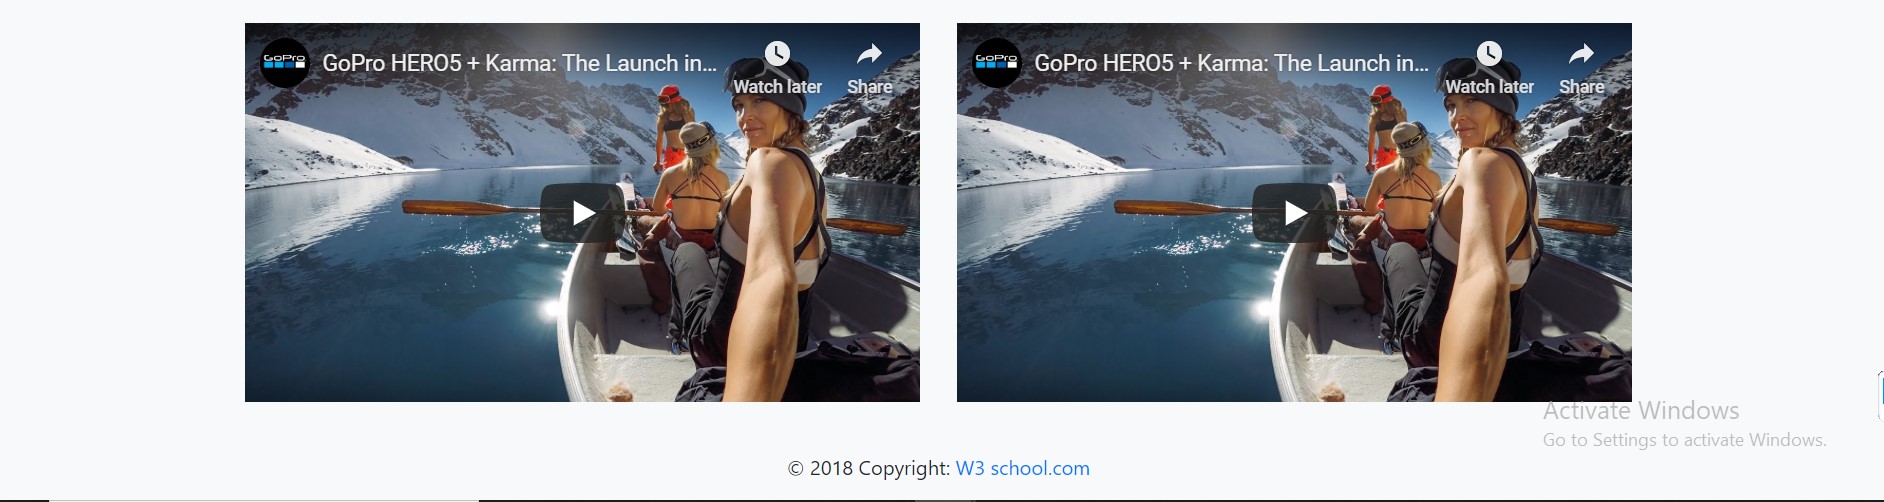 GoPro
GoPro HERO5 + Karma: The Launch in...
Watch later
Share
GoPro
GoPro HERO5 + Karma: The Launch in...
Watch later
Share
Activate Windows
Go to Settings to activate Windows.
© 2018 Copyright: W3 school.com